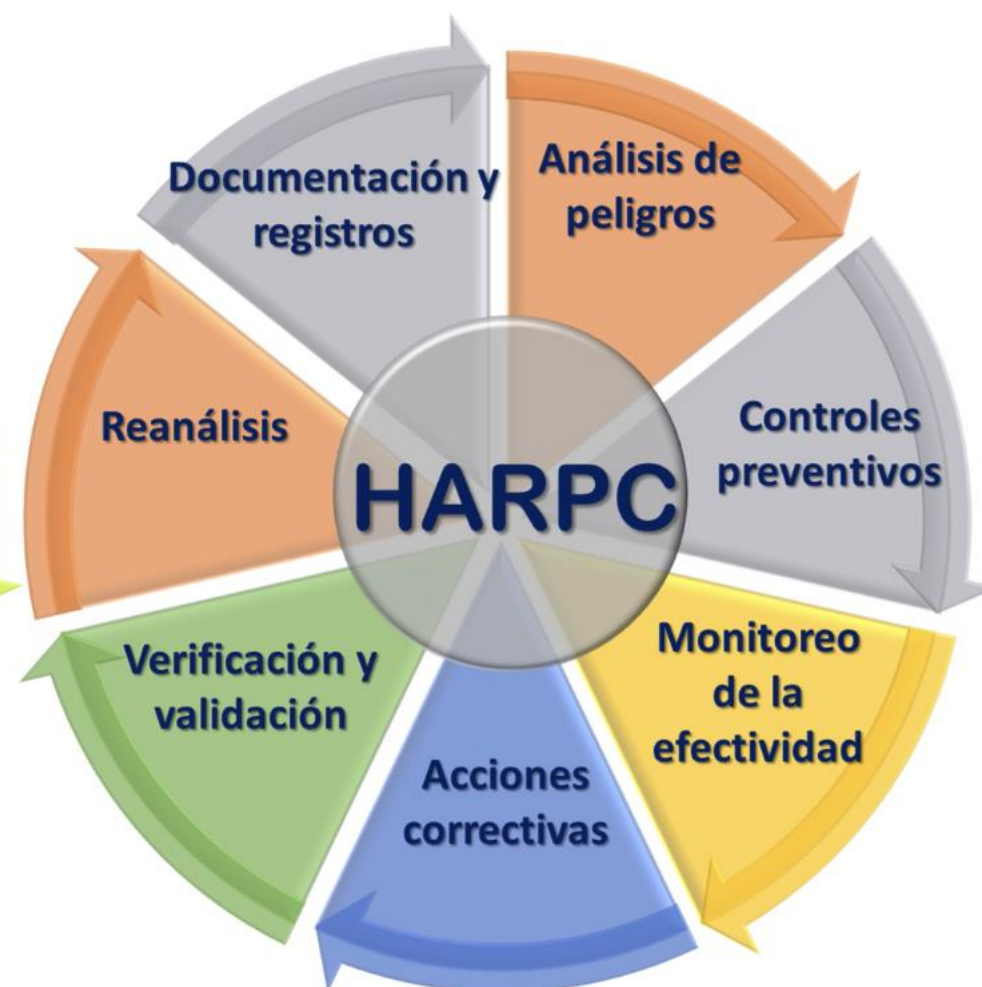 Análisis de
peligros
Controles
preventivos
Monitoreo
de la
efectividad
Acciones
correctivas
Verificación y
validación
Reanálisis
Documentación y
registros
HARPC